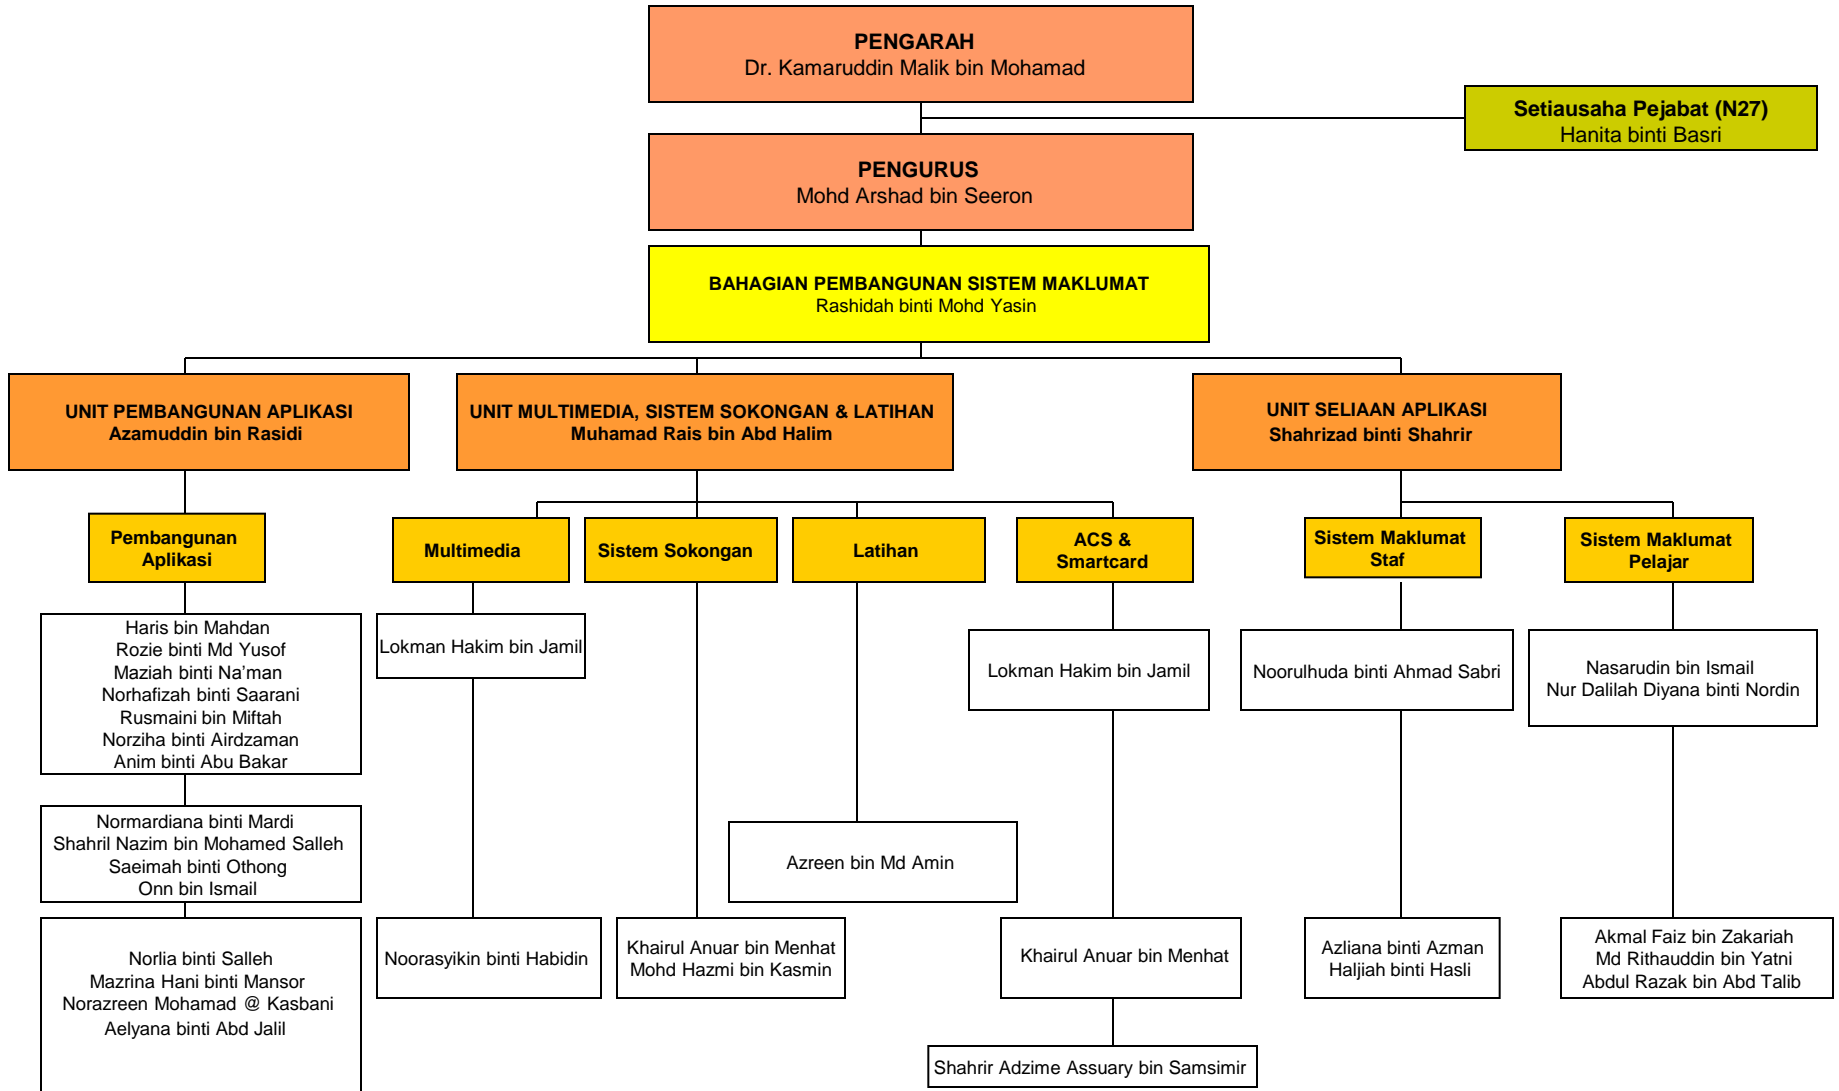 PENGARAH
Dr. Kamaruddin Malik bin Mohamad
Setiausaha Pejabat (N27)
Hanita binti Basri
PENGURUS
Mohd Arshad bin Seeron
BAHAGIAN PEMBANGUNAN SISTEM MAKLUMAT
Rashidah binti Mohd Yasin
UNIT PEMBANGUNAN APLIKASI
Azamuddin bin Rasidi
UNIT MULTIMEDIA, SISTEM SOKONGAN & LATIHAN
Muhamad Rais bin Abd Halim
UNIT SELIAAN APLIKASI
Shahrizad binti Shahrir
Pembangunan
Aplikasi
Multimedia
Sistem Sokongan
Latihan
ACS &
Smartcard
Sistem Maklumat
Staf
Sistem Maklumat
Pelajar
Haris bin Mahdan
Rozie binti Md Yusof
Maziah binti Na’man
Norhafizah binti Saarani
Rusmaini bin Miftah
Norziha binti Airdzaman
Anim binti Abu Bakar
Lokman Hakim bin Jamil
Lokman Hakim bin Jamil
Noorulhuda binti Ahmad Sabri
Nasarudin bin Ismail
Nur Dalilah Diyana binti Nordin
Normardiana binti Mardi
Shahril Nazim bin Mohamed Salleh
Saeimah binti Othong
Onn bin Ismail
Azreen bin Md Amin
Norlia binti Salleh
Mazrina Hani binti Mansor
Norazreen Mohamad @ Kasbani
Aelyana binti Abd Jalil
Noorasyikin binti Habidin
Khairul Anuar bin Menhat
Mohd Hazmi bin Kasmin
Khairul Anuar bin Menhat
Azliana binti Azman
Haljiah binti Hasli
Akmal Faiz bin Zakariah
Md Rithauddin bin Yatni
Abdul Razak bin Abd Talib
Shahrir Adzime Assuary bin Samsimir